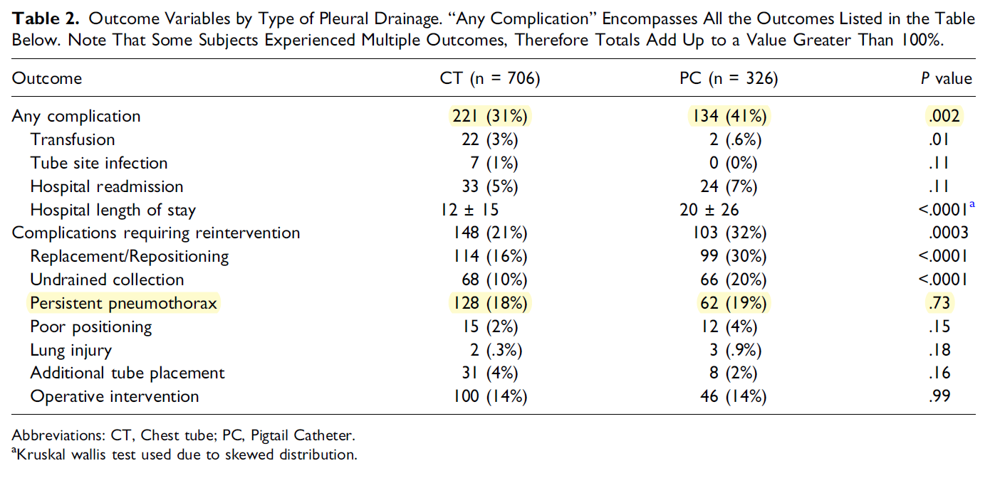 Table 2. Outcome Variables by Type of Pleural Drainage. “Any Complication” Encompasses All the Outcomes Listed in the Table
Below. Note That Some Subjects Experienced Multiple Outcomes, Therefore Totals Add Up to a Value Greater Than 100%.
Outcome CT (n = 706) PC (n = 326) P value
Any complication 221 (31%) 134 (41%) .002
Transfusion 22 (3%) 2 (.6%) .01
Tube site infection 7 (1%) 0 (0%) .11
Hospital readmission 33 (5%) 24 (7%) .11
Hospital length of stay 12 ± 15 20 ± 26 <.0001a
Complications requiring reintervention 148 (21%) 103 (32%) .0003
Replacement/Repositioning 114 (16%) 99 (30%) <.0001
Undrained collection 68 (10%) 66 (20%) <.0001
Persistent pneumothorax 128 (18%) 62 (19%) .73
Poor positioning 15 (2%) 12 (4%) .15
Lung injury 2 (.3%) 3 (.9%) .18
Additional tube placement 31 (4%) 8 (2%) .16
Operative intervention 100 (14%) 46 (14%) .99
Abbreviations: CT, Chest tube; PC, Pigtail Catheter.
aKruskal wallis test used due to skewed distribution.